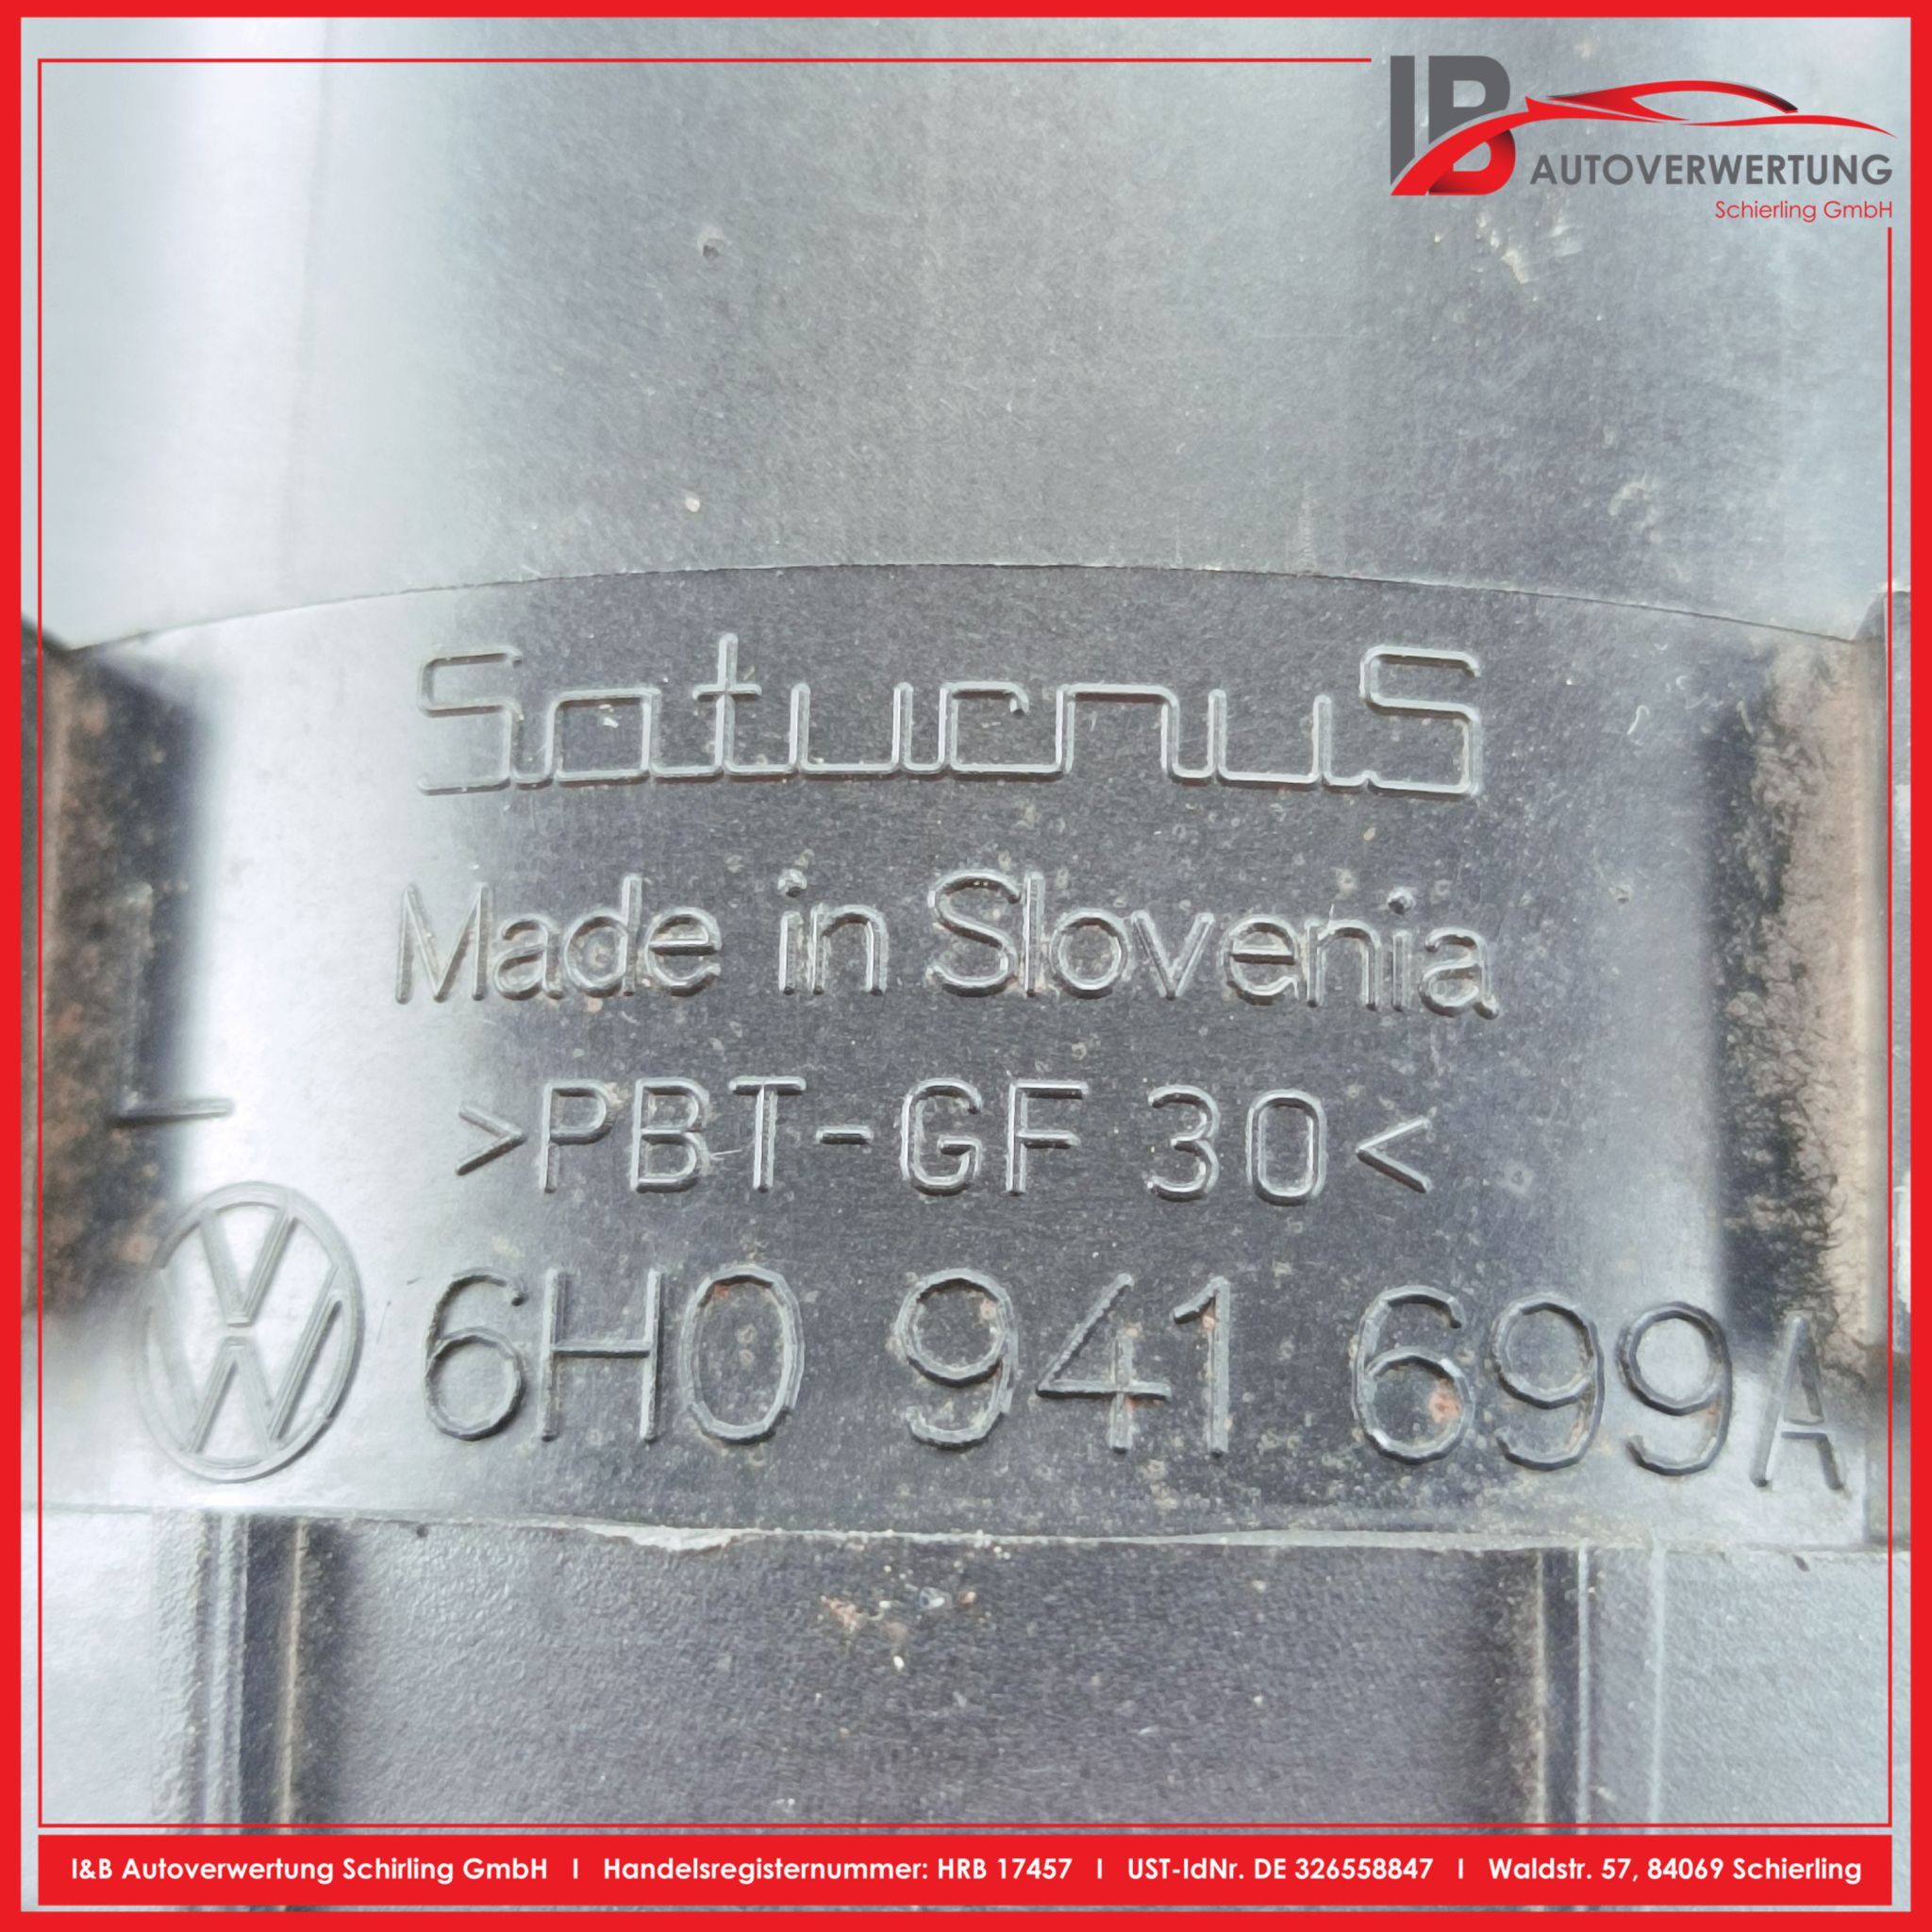 IB
AUTOVERWERTUNG
Schierling GmbH
SaturnuS
Made in Slovenia
>PBT-GF 30<
6H0 941 699A
I&B Autoverwertung Schirling GmbH I Handelsregisternummer: HRB 17457 I UST-IdNr. DE 326558847 I Waldstr. 57, 84069 Schierling